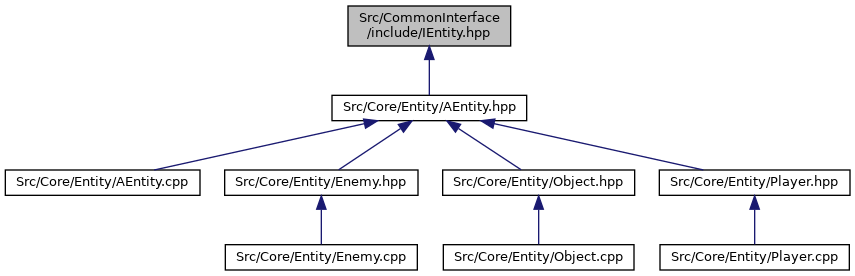 Src/CommonInterface
/include/IEntity.hpp
Src/Core/Entity/AEntity.hpp
Src/Core/Entity/AEntity.cpp
Src/Core/Entity/Enemy.hpp
Src/Core/Entity/Object.hpp
Src/Core/Entity/Player.hpp
Src/Core/Entity/Enemy.cpp
Src/Core/Entity/Object.cpp
Src/Core/Entity/Player.cpp